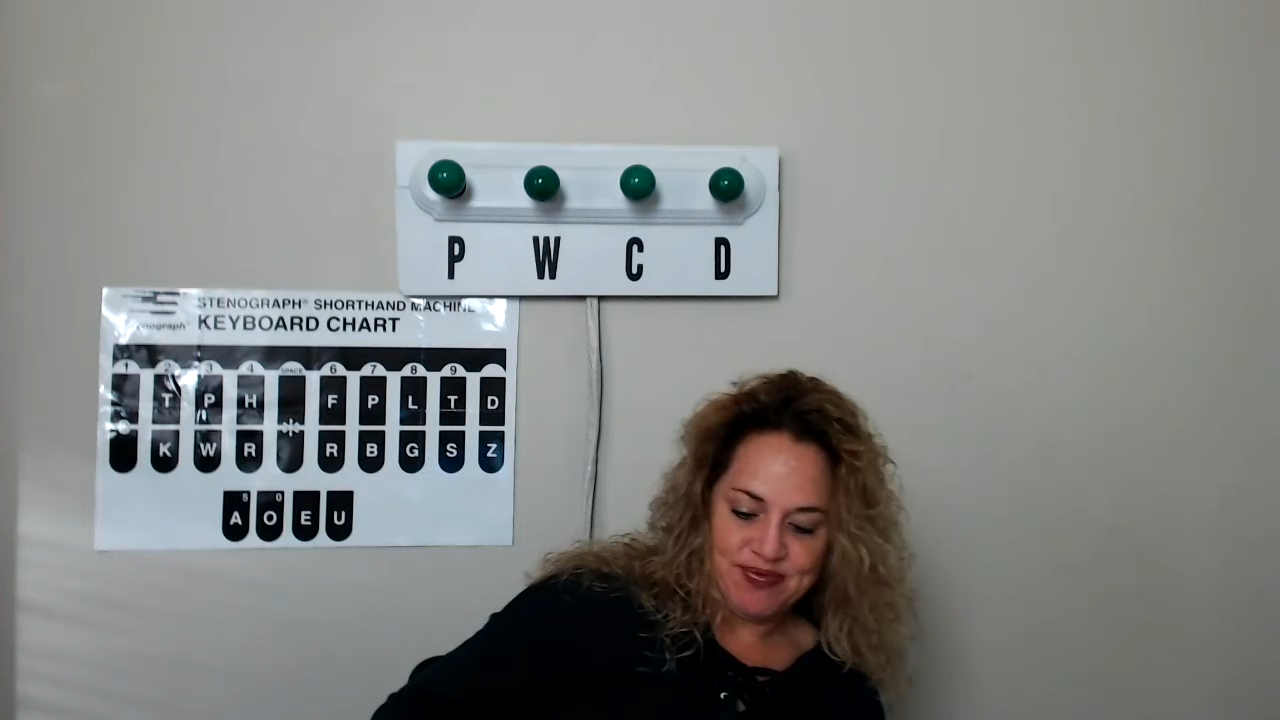 P W C D
STENOGRAPH® SHORTHAND MACHINE
KEYBOARD CHART
1 2 3 4 SPACE 6 7 8 9
T P H F P L T D
S *
K W R R B G S Z
5 0
A O E U